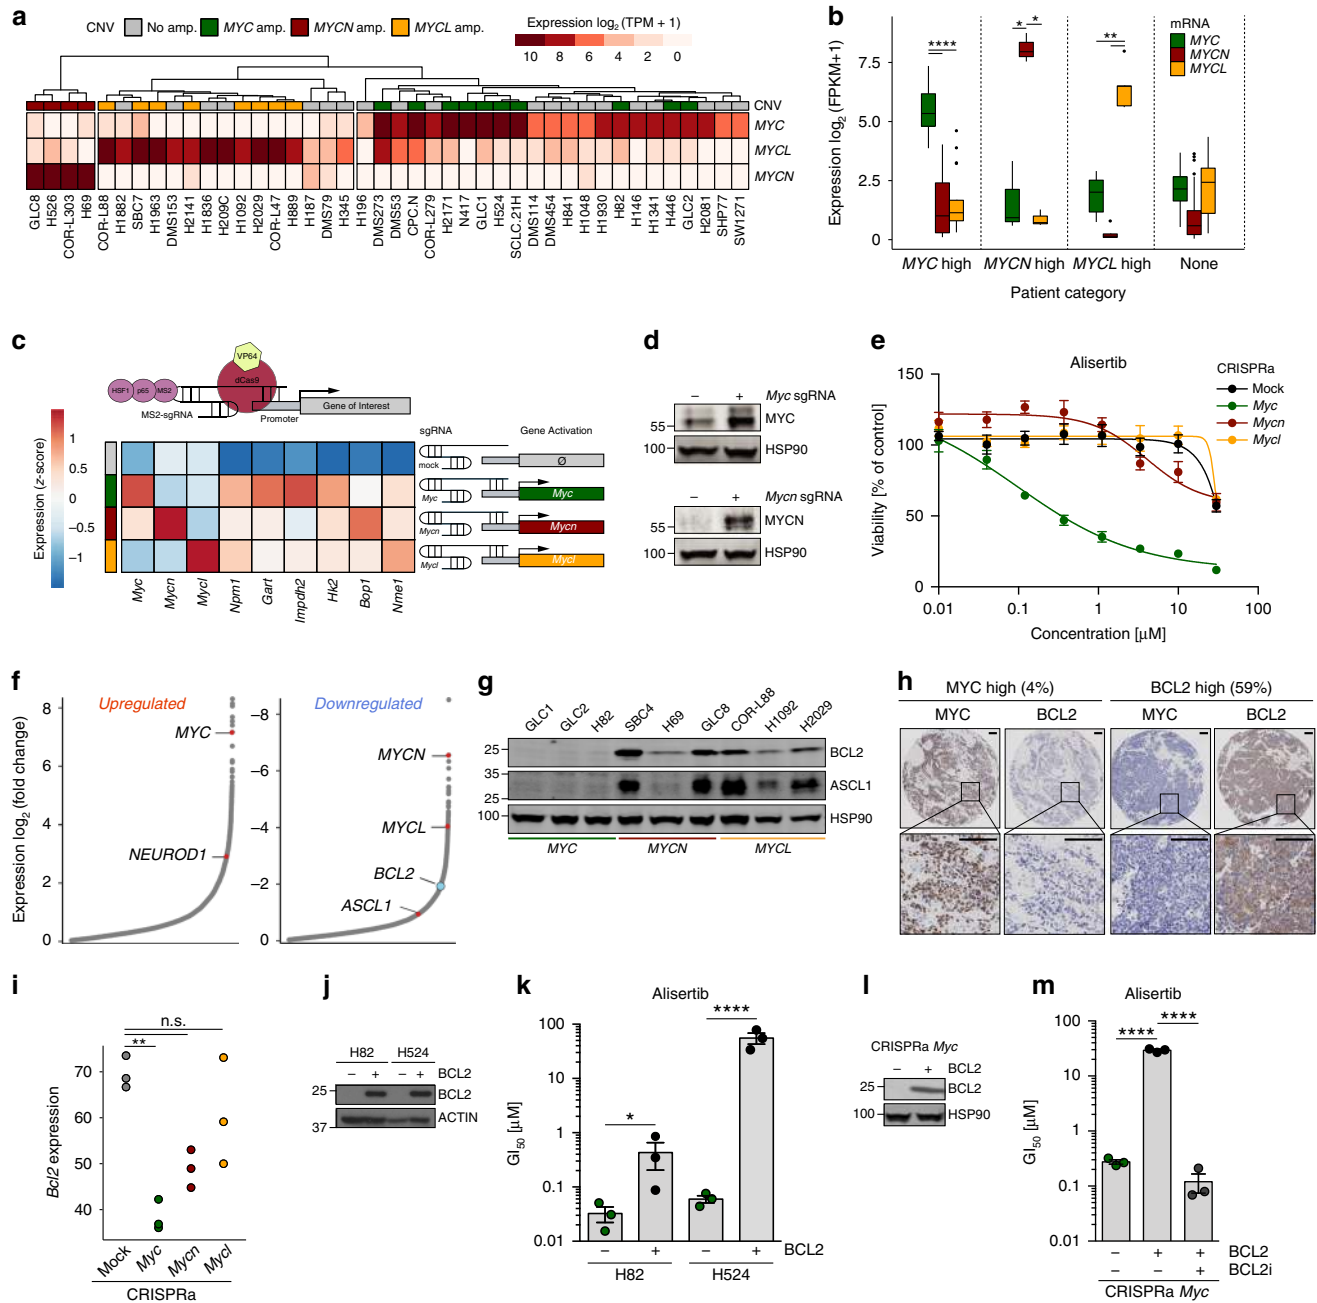 a
CNV No amp. MYC amp. MYCN amp. MYCL amp.
Expression log2 (TPM + 1)
10 8 6 4 2 0
CNV
MYC
MYCL
MYCN
GLC8 H526 COR-L303 H69 COR-L88 H1882 SBC7 H1963 DMS153 H2141 H1836 H209C H1092 H2029 COR-L47 H889 H187 DMS79 H345 H196 DMS273 DMS53 CPC.N COR-L279 H2171 N417 GLC1 H524 SCLC.21H DMS114 DMS454 H841 H1048 H1930 H82 H146 H1341 H446 GLC2 H2081 SHP77 SW1271
b
Expression log2 (FPKM+1)
7.5
5.0
2.5
0
**** * * **
mRNA
MYC
MYCN
MYCL
MYC high MYCN high MYCL high None
Patient category
c
VP64
dCas9
HSF1 p65 MS2
MS2-sgRNA
Promoter
Gene of Interest
Expression (z-score)
1
0.5
0
−0.5
−1
Myc Mycn Mycl Npm1 Gart Impdh2 Hk2 Bop1 Nme1
sgRNA Gene Activation
mock Ø
Myc Myc
Mycn Mycn
Mycl Mycl
d
− + Myc sgRNA
55 MYC
100 HSP90
− + Mycn sgRNA
55 MYCN
100 HSP90
e
Alisertib
Viability [% of control]
150
100
50
0
0.01 0.1 1 10 100
Concentration [µM]
CRISPRa
Mock
Myc
Mycn
Mycl
f
Expression log2 (fold change)
Upregulated
8
6
4
2
0
MYC
NEUROD1
Downregulated
−8
−6
−4
−2
0
MYCN
MYCL
BCL2
ASCL1
g
GLC1 GLC2 H82 SBC4 H69 GLC8 COR-L88 H1092 H2029
25 BCL2
35
25 ASCL1
100 HSP90
MYC MYCN MYCL
h
MYC high (4%) BCL2 high (59%)
MYC BCL2 MYC BCL2
i
n.s.
**
Bcl2 expression
70
60
50
40
Mock Myc Mycn Mycl
CRISPRa
j
H82 H524
− + − + BCL2
25 BCL2
37 ACTIN
k
Alisertib
GI50 [µM]
100
10
1
0.1
0.01
* ****
− + − + BCL2
H82 H524
l
CRISPRa Myc
− + BCL2
25 BCL2
100 HSP90
m
Alisertib
GI50 [µM]
100
10
1
0.1
0.01
**** ****
− + + BCL2
− − + BCL2i
CRISPRa Myc